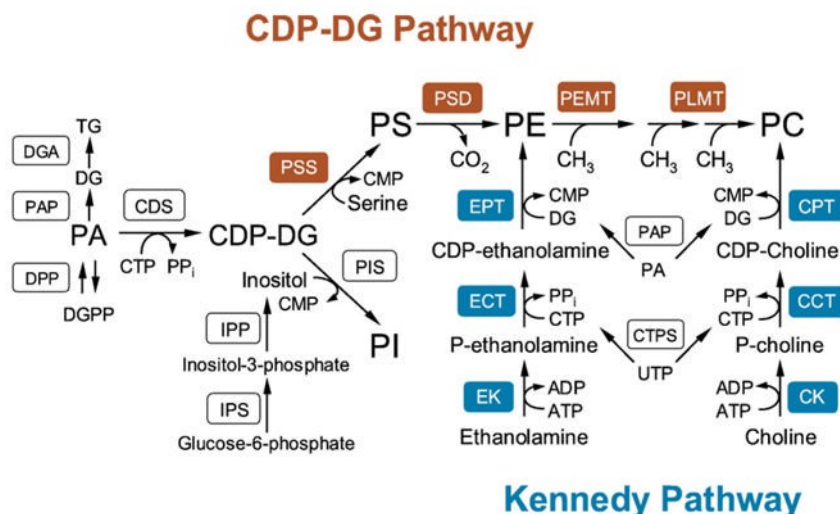 CDP-DG Pathway
PSD
PEMT
PLMT
TG
PS
PE
PC
DGA
CO2
CH3
CH3
CH3
DG
PSS
CMP
Serine
PAP
CDS
EPT
CMP
DG
CMP
DG
CPT
PA
CDP-DG
PAP
CTP
PPi
CDP-ethanolamine
PA
CDP-Choline
DPP
Inositol
PIS
CMP
ECT
PPi
CTP
PPi
CTP
CCT
DGPP
IPP
PI
P-ethanolamine
CTPS
P-choline
Inositol-3-phosphate
UTP
IPS
EK
ADP
ATP
ADP
ATP
CK
Glucose-6-phosphate
Ethanolamine
Choline
Kennedy Pathway